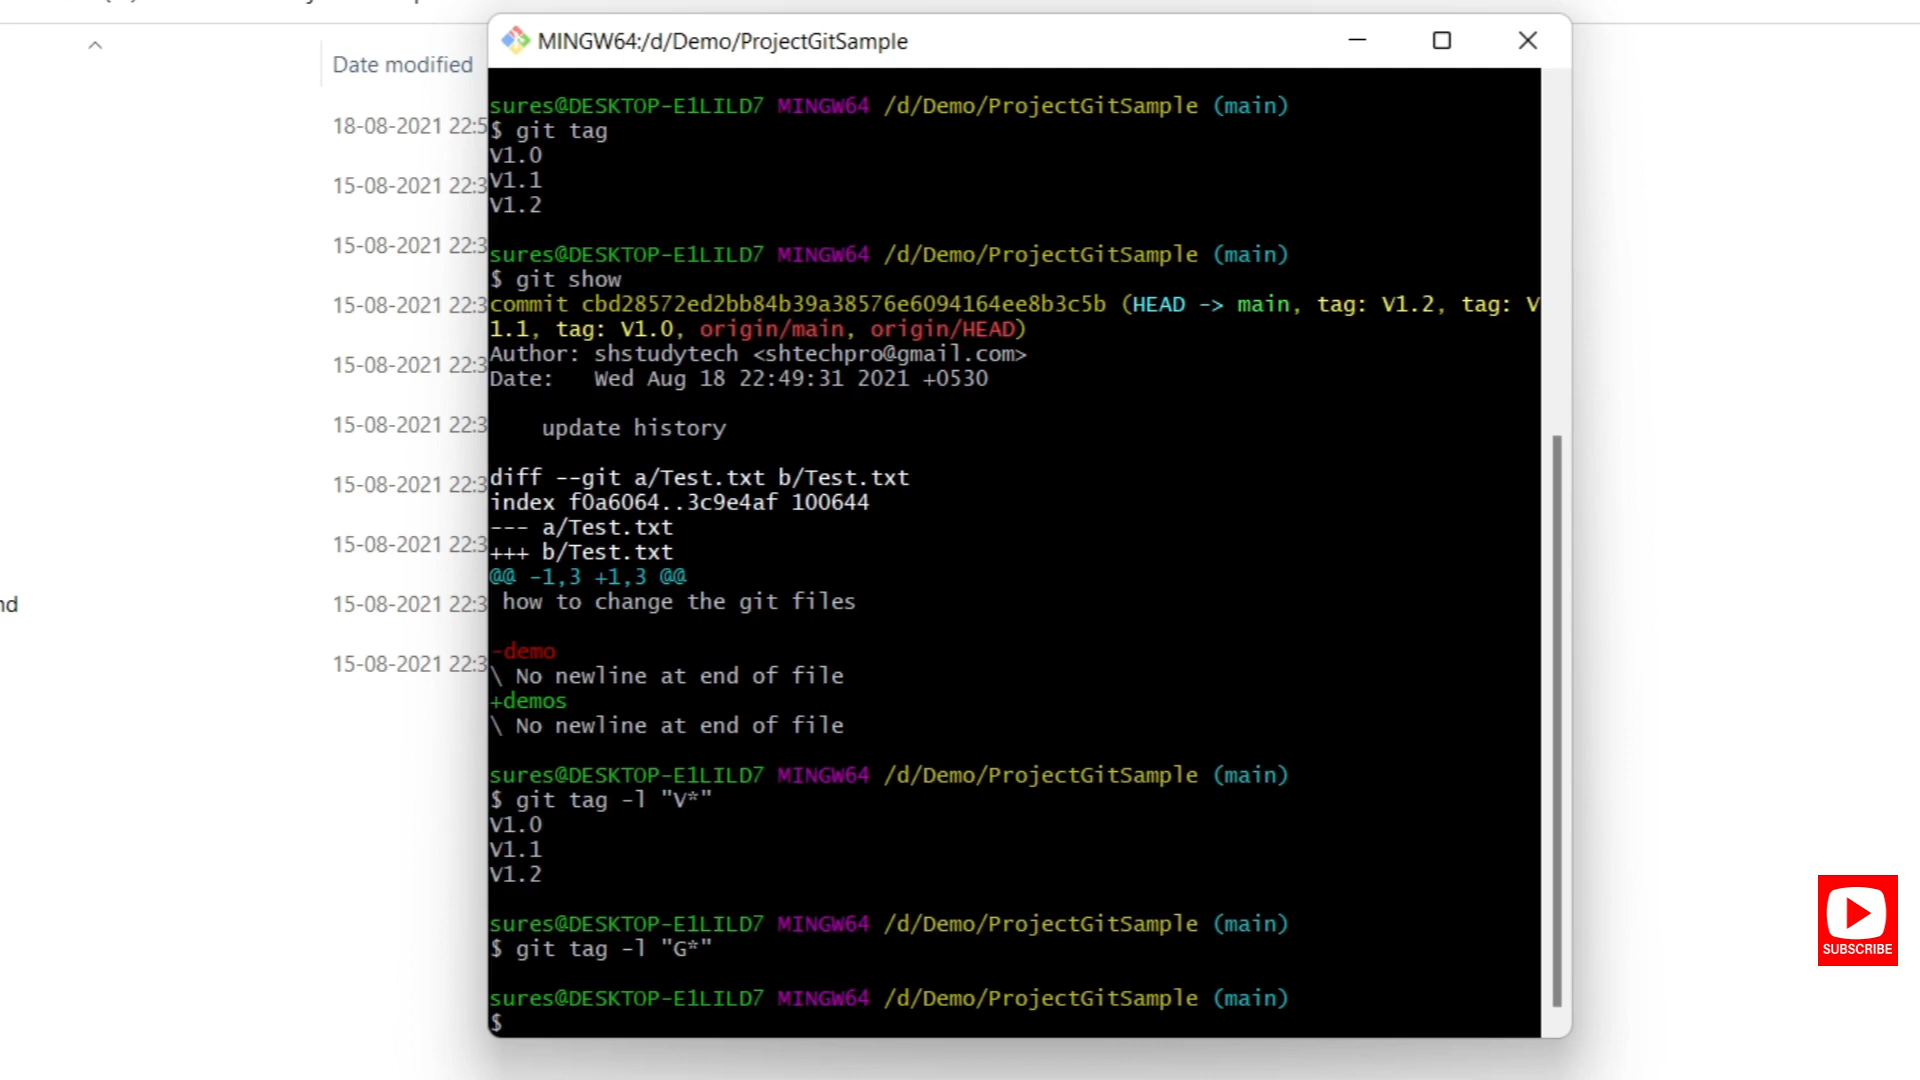 MINGW64:/d/Demo/ProjectGitSample
Date modified
18-08-2021 22:5
15-08-2021 22:3
15-08-2021 22:3
15-08-2021 22:3
15-08-2021 22:3
15-08-2021 22:3
15-08-2021 22:3
15-08-2021 22:3
nd
15-08-2021 22:3
15-08-2021 22:3
sures@DESKTOP-E1LILD7 MINGW64 /d/Demo/ProjectGitSample (main)
$ git tag
V1.0
V1.1
V1.2
sures@DESKTOP-E1LILD7 MINGW64 /d/Demo/ProjectGitSample (main)
$ git show
commit cbd28572ed2bb84b39a38576e6094164ee8b3c5b (HEAD -> main, tag: V1.2, tag: V
1.1, tag: V1.0, origin/main, origin/HEAD)
Author: shstudytech <shtechpro@gmail.com>
Date:   Wed Aug 18 22:49:31 2021 +0530
update history
diff --git a/Test.txt b/Test.txt
index f0a6064..3c9e4af 100644
--- a/Test.txt
+++ b/Test.txt
@@ -1,3 +1,3 @@
how to change the git files
-demo
\ No newline at end of file
+demos
\ No newline at end of file
sures@DESKTOP-E1LILD7 MINGW64 /d/Demo/ProjectGitSample (main)
$ git tag -l "V*"
V1.0
V1.1
V1.2
sures@DESKTOP-E1LILD7 MINGW64 /d/Demo/ProjectGitSample (main)
$ git tag -l "G*"
sures@DESKTOP-E1LILD7 MINGW64 /d/Demo/ProjectGitSample (main)
$
SUBSCRIBE